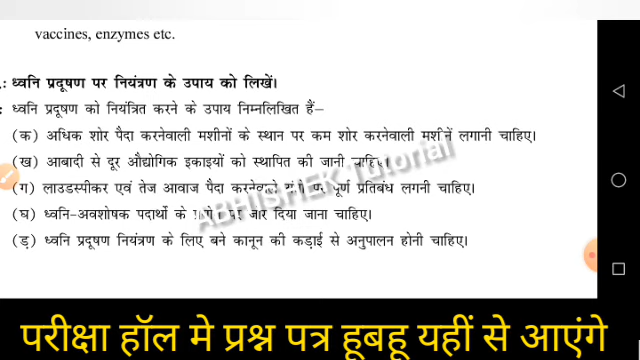 vaccines, enzymes etc.
: ध्वनि प्रदूषण पर नियंत्रण के उपाय को लिखें।
: ध्वनि प्रदूषण को नियंत्रित करने के उपाय निम्नलिखित हैं–
(क) अधिक शोर पैदा करनेवाली मशीनों के स्थान पर कम शोर करनेवाली मशीनें लगानी चाहिए।
(ख) आबादी से दूर औद्योगिक इकाइयों को स्थापित की जानी चाहिए।
(ग) लाउडस्पीकर एवं तेज आवाज पैदा करनेवाले पूर्ण प्रतिबंध लगनी चाहिए।
(घ) ध्वनि-अवशोषक पदार्थों के जोर दिया जाना चाहिए।
(ड़) ध्वनि प्रदूषण नियंत्रण के लिए बने कानून की कड़ाई से अनुपालन होनी चाहिए।
ABHISHEK Tutorial
परीक्षा हॉल मे प्रश्न पत्र हूबहू यहीं से आएंगे